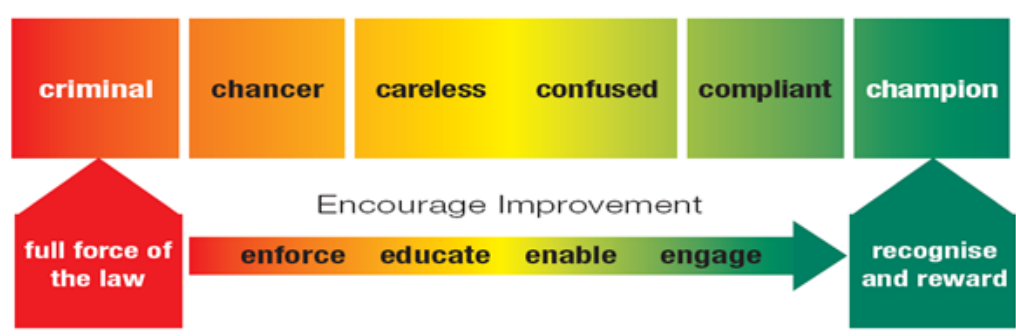 criminal chancer careless confused compliant champion
Encourage Improvement
full force of
the law
enforce educate enable engage
recognise
and reward